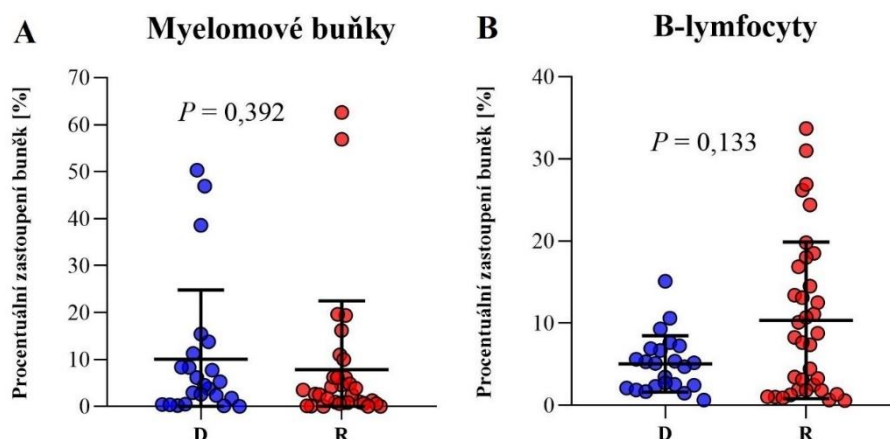 A
Myelomové buňky
Procentuální zastoupení buněk [%]
70
60
50
40
30
20
10
0
P = 0,392
D
R
B
B-lymfocyty
Procentuální zastoupení buněk [%]
40
30
20
10
0
P = 0,133
D
R